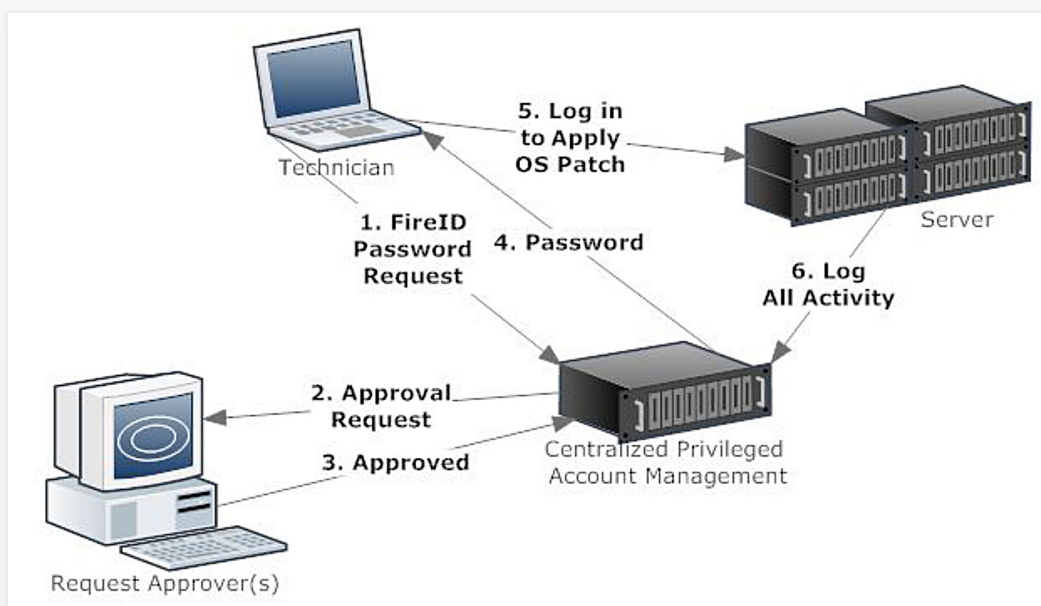 5. Log in
to Apply
OS Patch
Technician
Server
1. FireID
Password
Request
4. Password
6. Log
All Activity
2. Approval
Request
3. Approved
Centralized Privileged
Account Management
Request Approver(s)